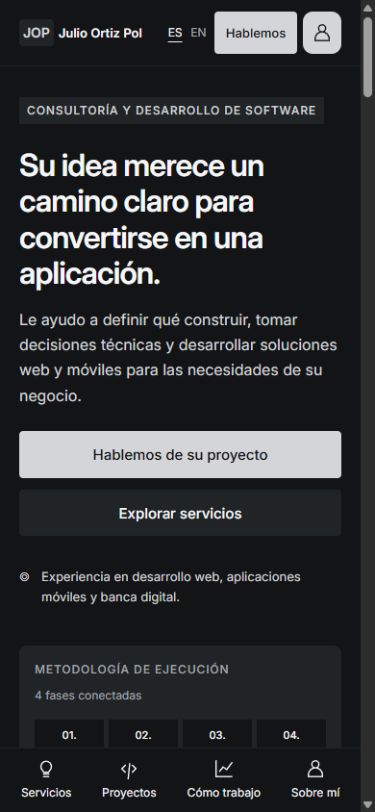 JOP Julio Ortiz Pol ES EN Hablemos
CONSULTORÍA Y DESARROLLO DE SOFTWARE
Su idea merece un
camino claro para
convertirse en una
aplicación.
Le ayudo a definir qué construir, tomar
decisiones técnicas y desarrollar soluciones
web y móviles para las necesidades de su
negocio.
Hablemos de su proyecto
Explorar servicios
Experiencia en desarrollo web, aplicaciones
móviles y banca digital.
METODOLOGÍA DE EJECUCIÓN
4 fases conectadas
01. 02. 03. 04.
Servicios Proyectos Cómo trabajo Sobre mí